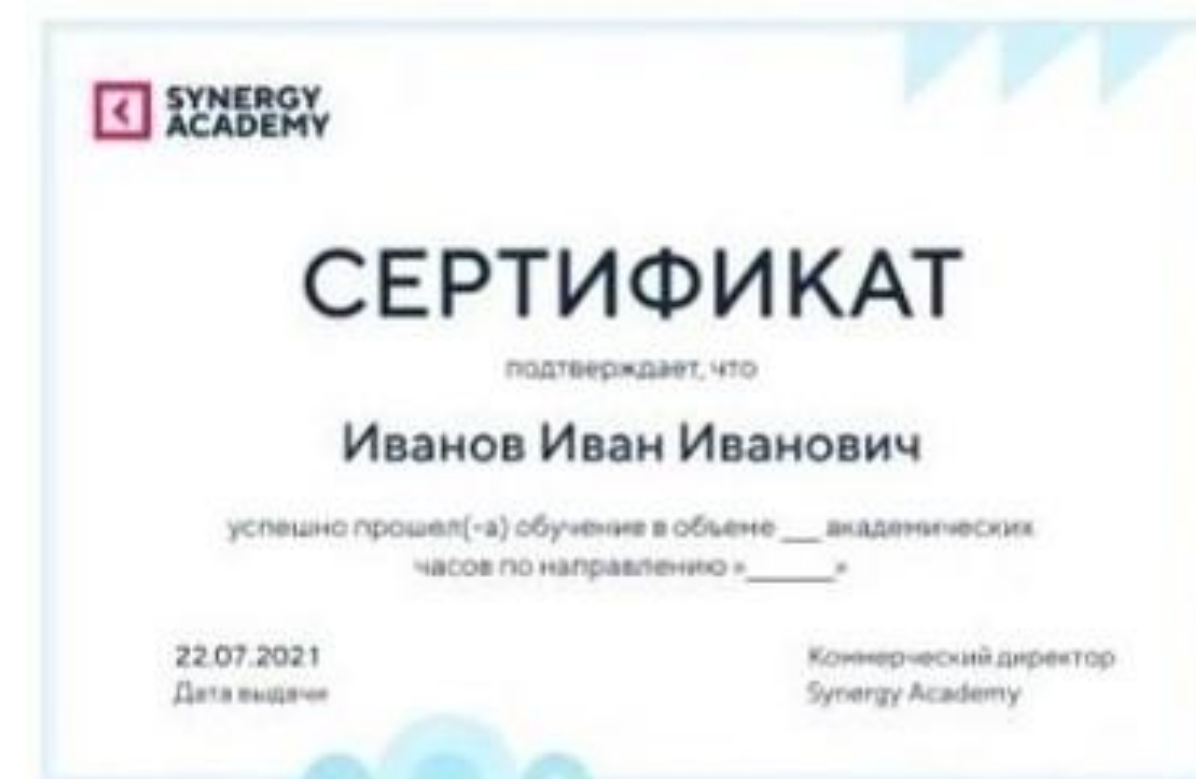 SYNERGY
ACADEMY
СЕРТИФИКАТ
подтверждает, что
Иванов Иван Иванович
успешно прошел(-а) обучение в объеме ___ академических
часов по направлению «______»
22.07.2021
Дата выдачи
Коммерческий директор
Synergy Academy